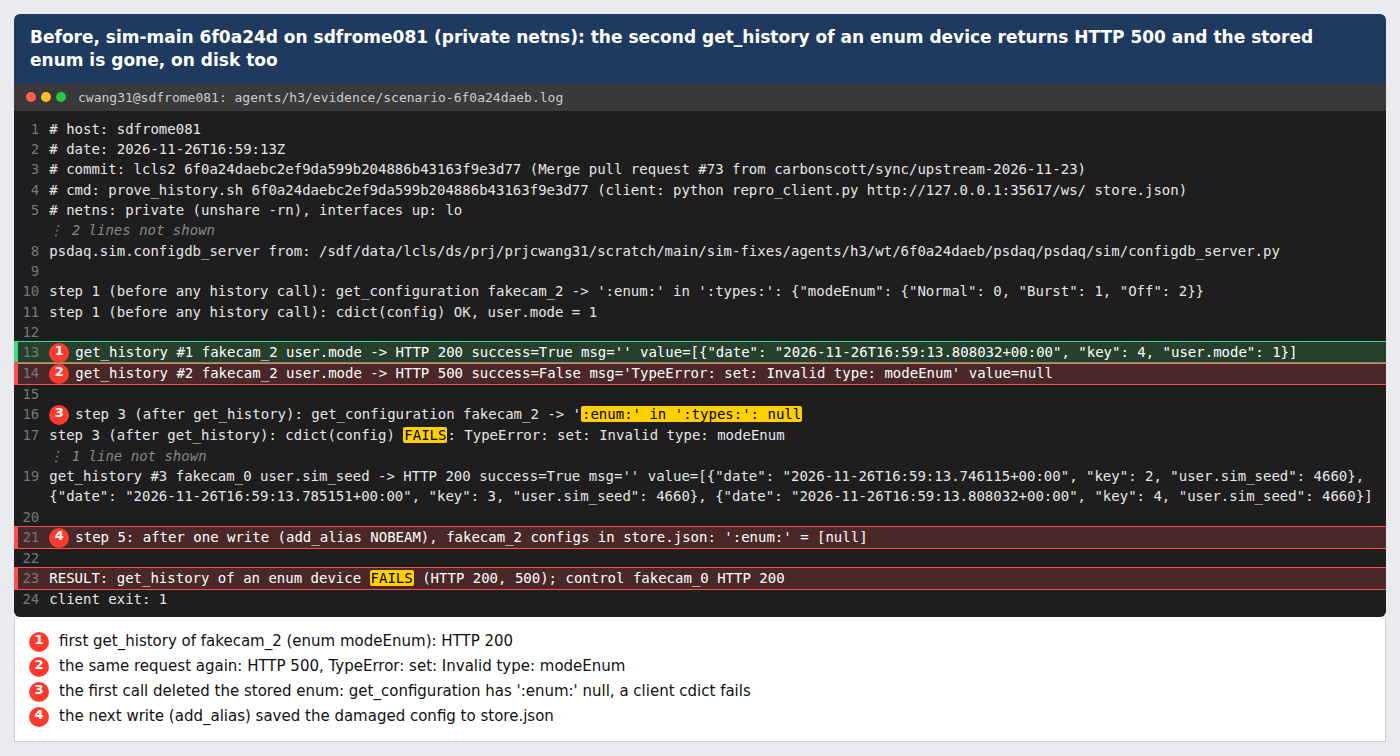 Before, sim-main 6f0a24d on sdfrome081 (private netns): the second get_history of an enum device returns HTTP 500 and the stored
enum is gone, on disk too
cwang31@sdfrome081: agents/h3/evidence/scenario-6f0a24daeb.log
1 # host: sdfrome081
2 # date: 2026-11-26T16:59:13Z
3 # commit: lcls2 6f0a24daebc2ef9da599b204886b43163f9e3d77 (Merge pull request #73 from carbonscott/sync/upstream-2026-11-23)
4 # cmd: prove_history.sh 6f0a24daebc2ef9da599b204886b43163f9e3d77 (client: python repro_client.py http://127.0.0.1:35617/ws/ store.json)
5 # netns: private (unshare -rn), interfaces up: lo
⋮ 2 lines not shown
8 psdaq.sim.configdb_server from: /sdf/data/lcls/ds/prj/prjcwang31/scratch/main/sim-fixes/agents/h3/wt/6f0a24daeb/psdaq/psdaq/sim/configdb_server.py
9
10 step 1 (before any history call): get_configuration fakecam_2 -> ':enum:' in ':types:': {"modeEnum": {"Normal": 0, "Burst": 1, "Off": 2}}
11 step 1 (before any history call): cdict(config) OK, user.mode = 1
12
13 1 get_history #1 fakecam_2 user.mode -> HTTP 200 success=True msg='' value=[{"date": "2026-11-26T16:59:13.808032+00:00", "key": 4, "user.mode": 1}]
14 2 get_history #2 fakecam_2 user.mode -> HTTP 500 success=False msg='TypeError: set: Invalid type: modeEnum' value=null
15
16 3 step 3 (after get_history): get_configuration fakecam_2 -> ':enum:' in ':types:': null
17 step 3 (after get_history): cdict(config) FAILS: TypeError: set: Invalid type: modeEnum
⋮ 1 line not shown
19 get_history #3 fakecam_0 user.sim_seed -> HTTP 200 success=True msg='' value=[{"date": "2026-11-26T16:59:13.746115+00:00", "key": 2, "user.sim_seed": 4660},
{"date": "2026-11-26T16:59:13.785151+00:00", "key": 3, "user.sim_seed": 4660}, {"date": "2026-11-26T16:59:13.808032+00:00", "key": 4, "user.sim_seed": 4660}]
20
21 4 step 5: after one write (add_alias NOBEAM), fakecam_2 configs in store.json: ':enum:' = [null]
22
23 RESULT: get_history of an enum device FAILS (HTTP 200, 500); control fakecam_0 HTTP 200
24 client exit: 1
1 first get_history of fakecam_2 (enum modeEnum): HTTP 200
2 the same request again: HTTP 500, TypeError: set: Invalid type: modeEnum
3 the first call deleted the stored enum: get_configuration has ':enum:' null, a client cdict fails
4 the next write (add_alias) saved the damaged config to store.json